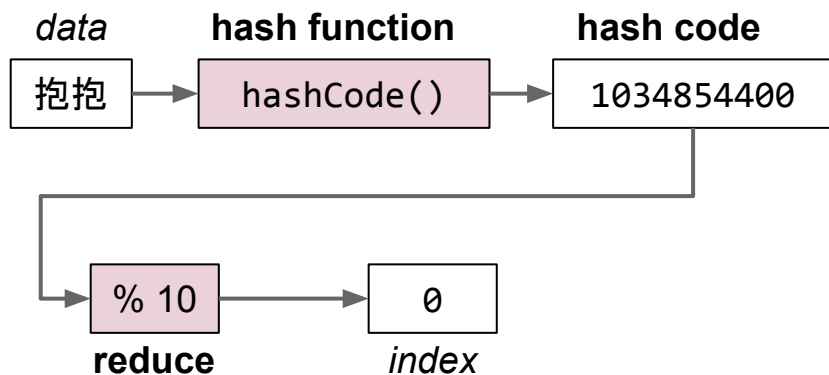 data
hash function
hash code
抱抱
hashCode()
1034854400
% 10
0
reduce
index